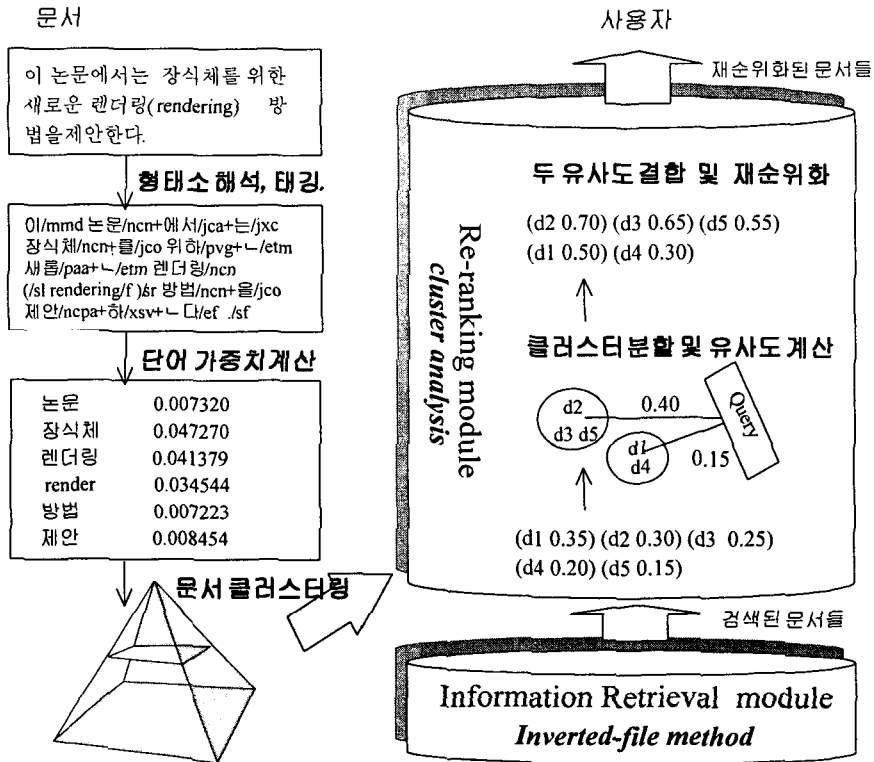 문서
이 논문에서는 장식체를 위한
새로운 렌더링(rendering) 방
법을제안한다.
형태소 해석, 태깅.
이/mmd 논문/ncn+에서/jca+는/jxc
장식체/ncn+를/jco 위하/pvg+ㄴ/etm
새롭/paa+ㄴ/etm 렌더링/ncn
(/sl rendering/f )/sr 방법/ncn+을/jco
제안/ncpa+하/xsv+ㄴ다/ef ./sf
단어 가중치계산
논문 0.007320
장식체 0.047270
렌더링 0.041379
render 0.034544
방법 0.007223
제안 0.008454
문서 클러스터링
사용자
재순위화된 문서들
두 유사도결합 및 재순위화
(d2 0.70) (d3 0.65) (d5 0.55)
(d1 0.50) (d4 0.30)
Re-ranking module
cluster analysis
클러스터분할 및 유사도계산
d2
d3 d5
0.40
Query
d1
d4
0.15
(d1 0.35) (d2 0.30) (d3 0.25)
(d4 0.20) (d5 0.15)
검색된 문서들
Information Retrieval module
Inverted-file method